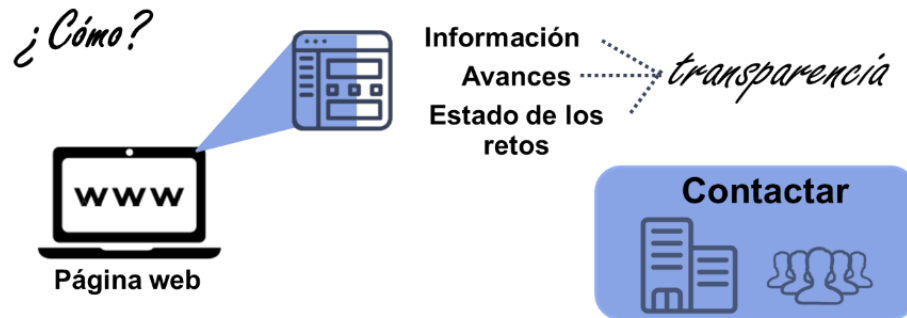 ¿Cómo?
Información
Avances
Estado de los
retos
transparencia
www
Página web
Contactar